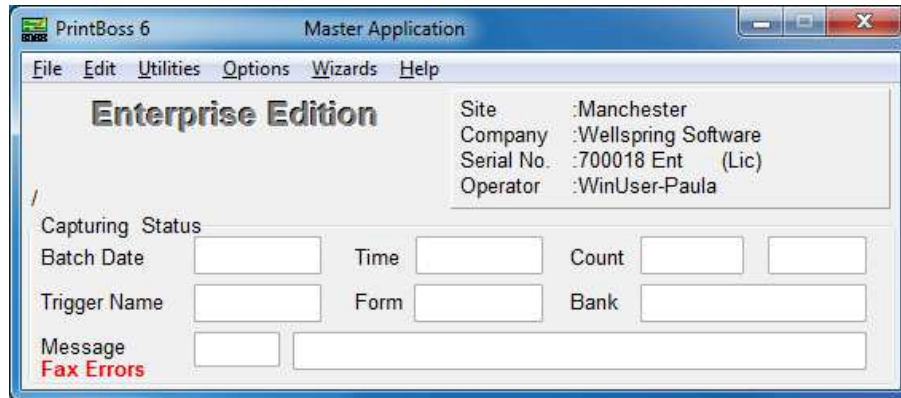 PrintBoss 6 Master Application
File Edit Utilities Options Wizards Help
Enterprise Edition
Site :Manchester
Company :Wellspring Software
Serial No. :700018 Ent (Lic)
Operator :WinUser-Paula
/
Capturing Status
Batch Date Time Count
Trigger Name Form Bank
Message
Fax Errors